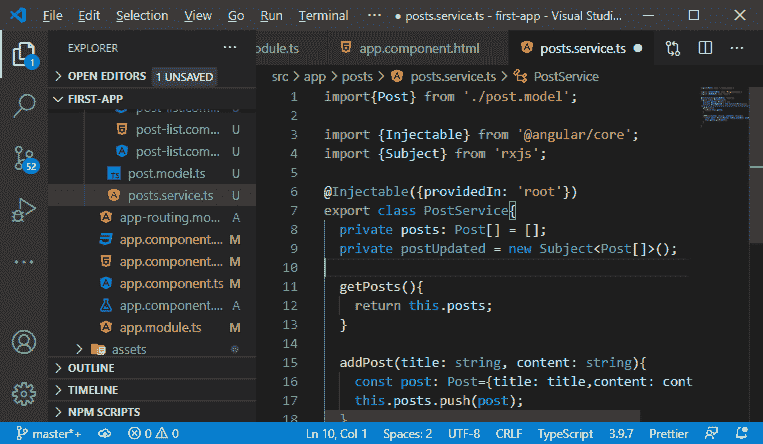 File Edit Selection View Go Run Terminal ··· ● posts.service.ts - first-app - Visual Studi...
EXPLORER ···
OPEN EDITORS 1 UNSAVED
FIRST-APP
post-list.com... U
post-list.com... U
post.model.ts U
posts.service.ts U
app-routing.mo... A
app.component.... M
app.component.... M
app.component.ts M
app.component.... A
app.module.ts M
assets
OUTLINE
TIMELINE
NPM SCRIPTS
1
52
odule.ts app.component.html posts.service.ts ● ···
src > app > posts > posts.service.ts > PostService
1 import{Post} from './post.model';
2
3 import {Injectable} from '@angular/core';
4 import {Subject} from 'rxjs';
5
6 @Injectable({providedIn: 'root'})
7 export class PostService{
8 private posts: Post[] = [];
9 private postUpdated = new Subject<Post[]>();
10
11 getPosts(){
12 return this.posts;
13 }
14
15 addPost(title: string, content: string){
16 const post: Post={title: title,content: cont
17 this.posts.push(post);
18 }
master*+ 0 0 Ln 10, Col 1 Spaces: 2 UTF-8 CRLF TypeScript 3.9.7 Prettier